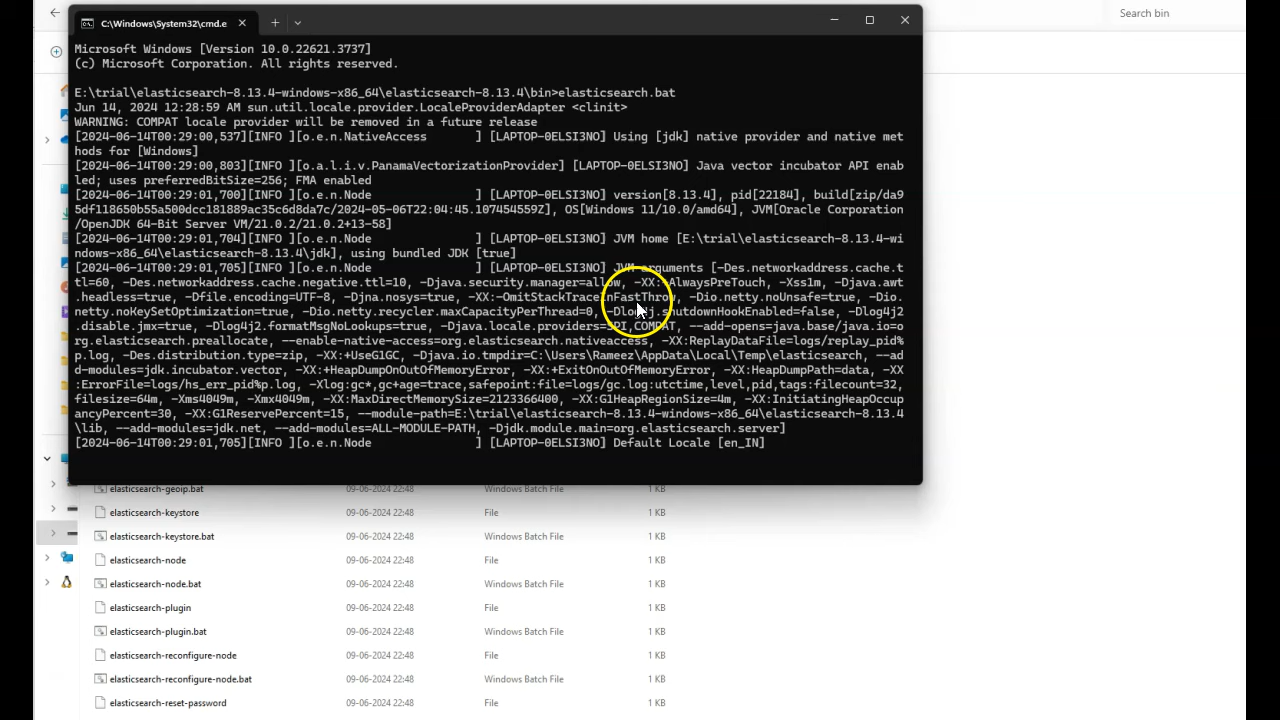 Search bin
C:\Windows\System32\cmd.e
Microsoft Windows [Version 10.0.22621.3737]
(c) Microsoft Corporation. All rights reserved.
E:\trial\elasticsearch-8.13.4-windows-x86_64\elasticsearch-8.13.4\bin>elasticsearch.bat
Jun 14, 2024 12:28:59 AM sun.util.locale.provider.LocaleProviderAdapter <clinit>
WARNING: COMPAT locale provider will be removed in a future release
[2024-06-14T00:29:00,537][INFO ][o.e.n.NativeAccess       ] [LAPTOP-0ELSI3NO] Using [jdk] native provider and native met
hods for [Windows]
[2024-06-14T00:29:00,803][INFO ][o.a.l.i.v.PanamaVectorizationProvider] [LAPTOP-0ELSI3NO] Java vector incubator API enab
led; uses preferredBitSize=256; FMA enabled
[2024-06-14T00:29:01,700][INFO ][o.e.n.Node               ] [LAPTOP-0ELSI3NO] version[8.13.4], pid[22184], build[zip/da9
5df118650b55a500dcc181889ac35c6d8da7c/2024-05-06T22:04:45.107454559Z], OS[Windows 11/10.0/amd64], JVM[Oracle Corporation
/OpenJDK 64-Bit Server VM/21.0.2/21.0.2+13-58]
[2024-06-14T00:29:01,704][INFO ][o.e.n.Node               ] [LAPTOP-0ELSI3NO] JVM home [E:\trial\elasticsearch-8.13.4-wi
ndows-x86_64\elasticsearch-8.13.4\jdk], using bundled JDK [true]
[2024-06-14T00:29:01,705][INFO ][o.e.n.Node               ] [LAPTOP-0ELSI3NO] JVM arguments [-Des.networkaddress.cache.t
tl=60, -Des.networkaddress.cache.negative.ttl=10, -Djava.security.manager=allow, -XX:+AlwaysPreTouch, -Xss1m, -Djava.awt
.headless=true, -Dfile.encoding=UTF-8, -Djna.nosys=true, -XX:-OmitStackTraceInFastThrow, -Dio.netty.noUnsafe=true, -Dio.
netty.noKeySetOptimization=true, -Dio.netty.recycler.maxCapacityPerThread=0, -Dlog4j.shutdownHookEnabled=false, -Dlog4j2
.disable.jmx=true, -Dlog4j2.formatMsgNoLookups=true, -Djava.locale.providers=SPI,COMPAT, --add-opens=java.base/java.io=o
rg.elasticsearch.preallocate, --enable-native-access=org.elasticsearch.nativeaccess, -XX:ReplayDataFile=logs/replay_pid%
p.log, -Des.distribution.type=zip, -XX:+UseG1GC, -Djava.io.tmpdir=C:\Users\Rameez\AppData\Local\Temp\elasticsearch, --ad
d-modules=jdk.incubator.vector, -XX:+HeapDumpOnOutOfMemoryError, -XX:+ExitOnOutOfMemoryError, -XX:HeapDumpPath=data, -XX
:ErrorFile=logs/hs_err_pid%p.log, -Xlog:gc*,gc+age=trace,safepoint:file=logs/gc.log:utctime,level,pid,tags:filecount=32,
filesize=64m, -Xms4049m, -Xmx4049m, -XX:MaxDirectMemorySize=2123366400, -XX:G1HeapRegionSize=4m, -XX:InitiatingHeapOccup
ancyPercent=30, -XX:G1ReservePercent=15, --module-path=E:\trial\elasticsearch-8.13.4-windows-x86_64\elasticsearch-8.13.4
\lib, --add-modules=jdk.net, --add-modules=ALL-MODULE-PATH, -Djdk.module.main=org.elasticsearch.server]
[2024-06-14T00:29:01,705][INFO ][o.e.n.Node               ] [LAPTOP-0ELSI3NO] Default Locale [en_IN]
elasticsearch-geoip.bat 09-06-2024 22:48 Windows Batch File 1 KB
elasticsearch-keystore 09-06-2024 22:48 File 1 KB
elasticsearch-keystore.bat 09-06-2024 22:48 Windows Batch File 1 KB
elasticsearch-node 09-06-2024 22:48 File 1 KB
elasticsearch-node.bat 09-06-2024 22:48 Windows Batch File 1 KB
elasticsearch-plugin 09-06-2024 22:48 File 1 KB
elasticsearch-plugin.bat 09-06-2024 22:48 Windows Batch File 1 KB
elasticsearch-reconfigure-node 09-06-2024 22:48 File 1 KB
elasticsearch-reconfigure-node.bat 09-06-2024 22:48 Windows Batch File 1 KB
elasticsearch-reset-password 09-06-2024 22:48 File 1 KB